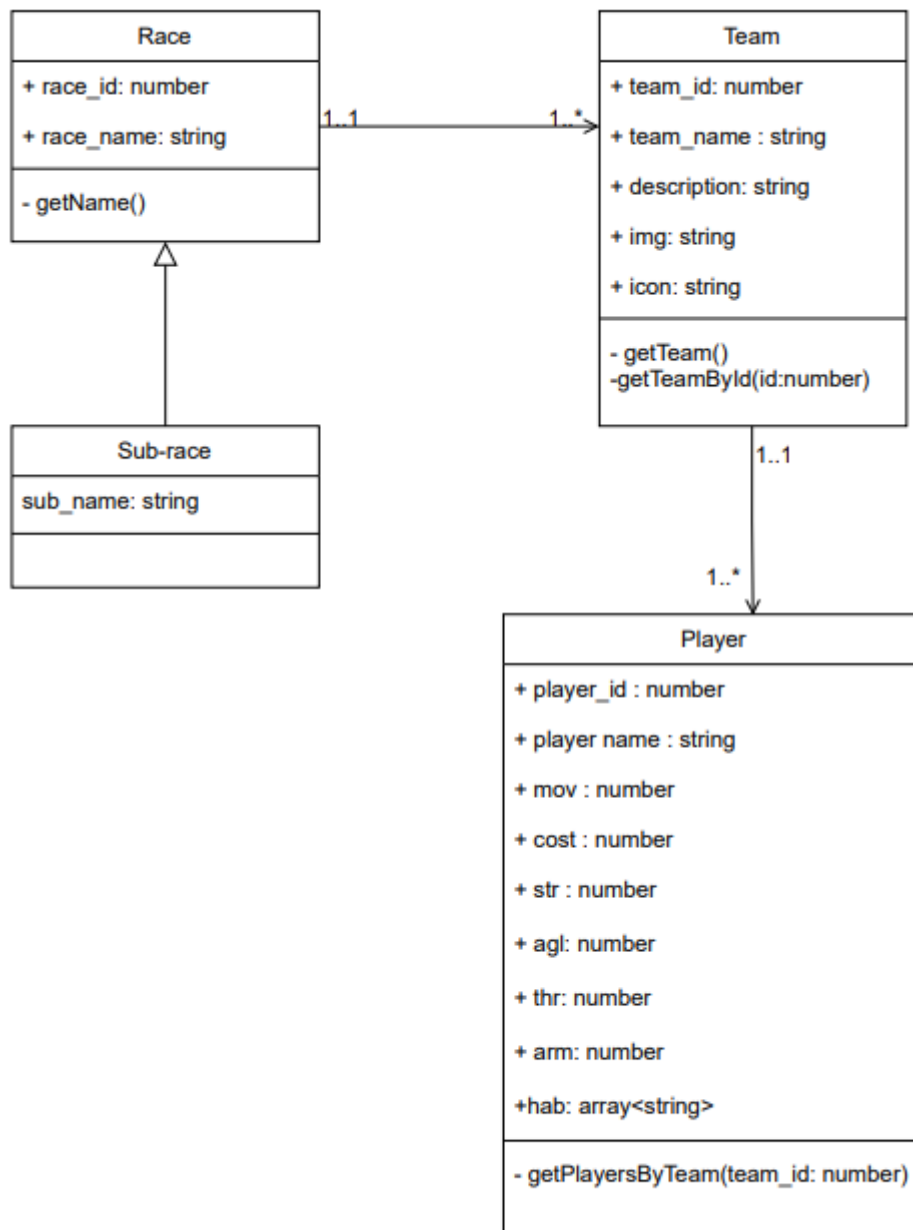 Race
+ race_id: number
+ race_name: string
- getName()
1..1
1..*
Team
+ team_id: number
+ team_name : string
+ description: string
+ img: string
+ icon: string
- getTeam()
-getTeamById(id:number)
Sub-race
sub_name: string
1..1
1..*
Player
+ player_id : number
+ player name : string
+ mov : number
+ cost : number
+ str : number
+ agl: number
+ thr: number
+ arm: number
+hab: array<string>
- getPlayersByTeam(team_id: number)